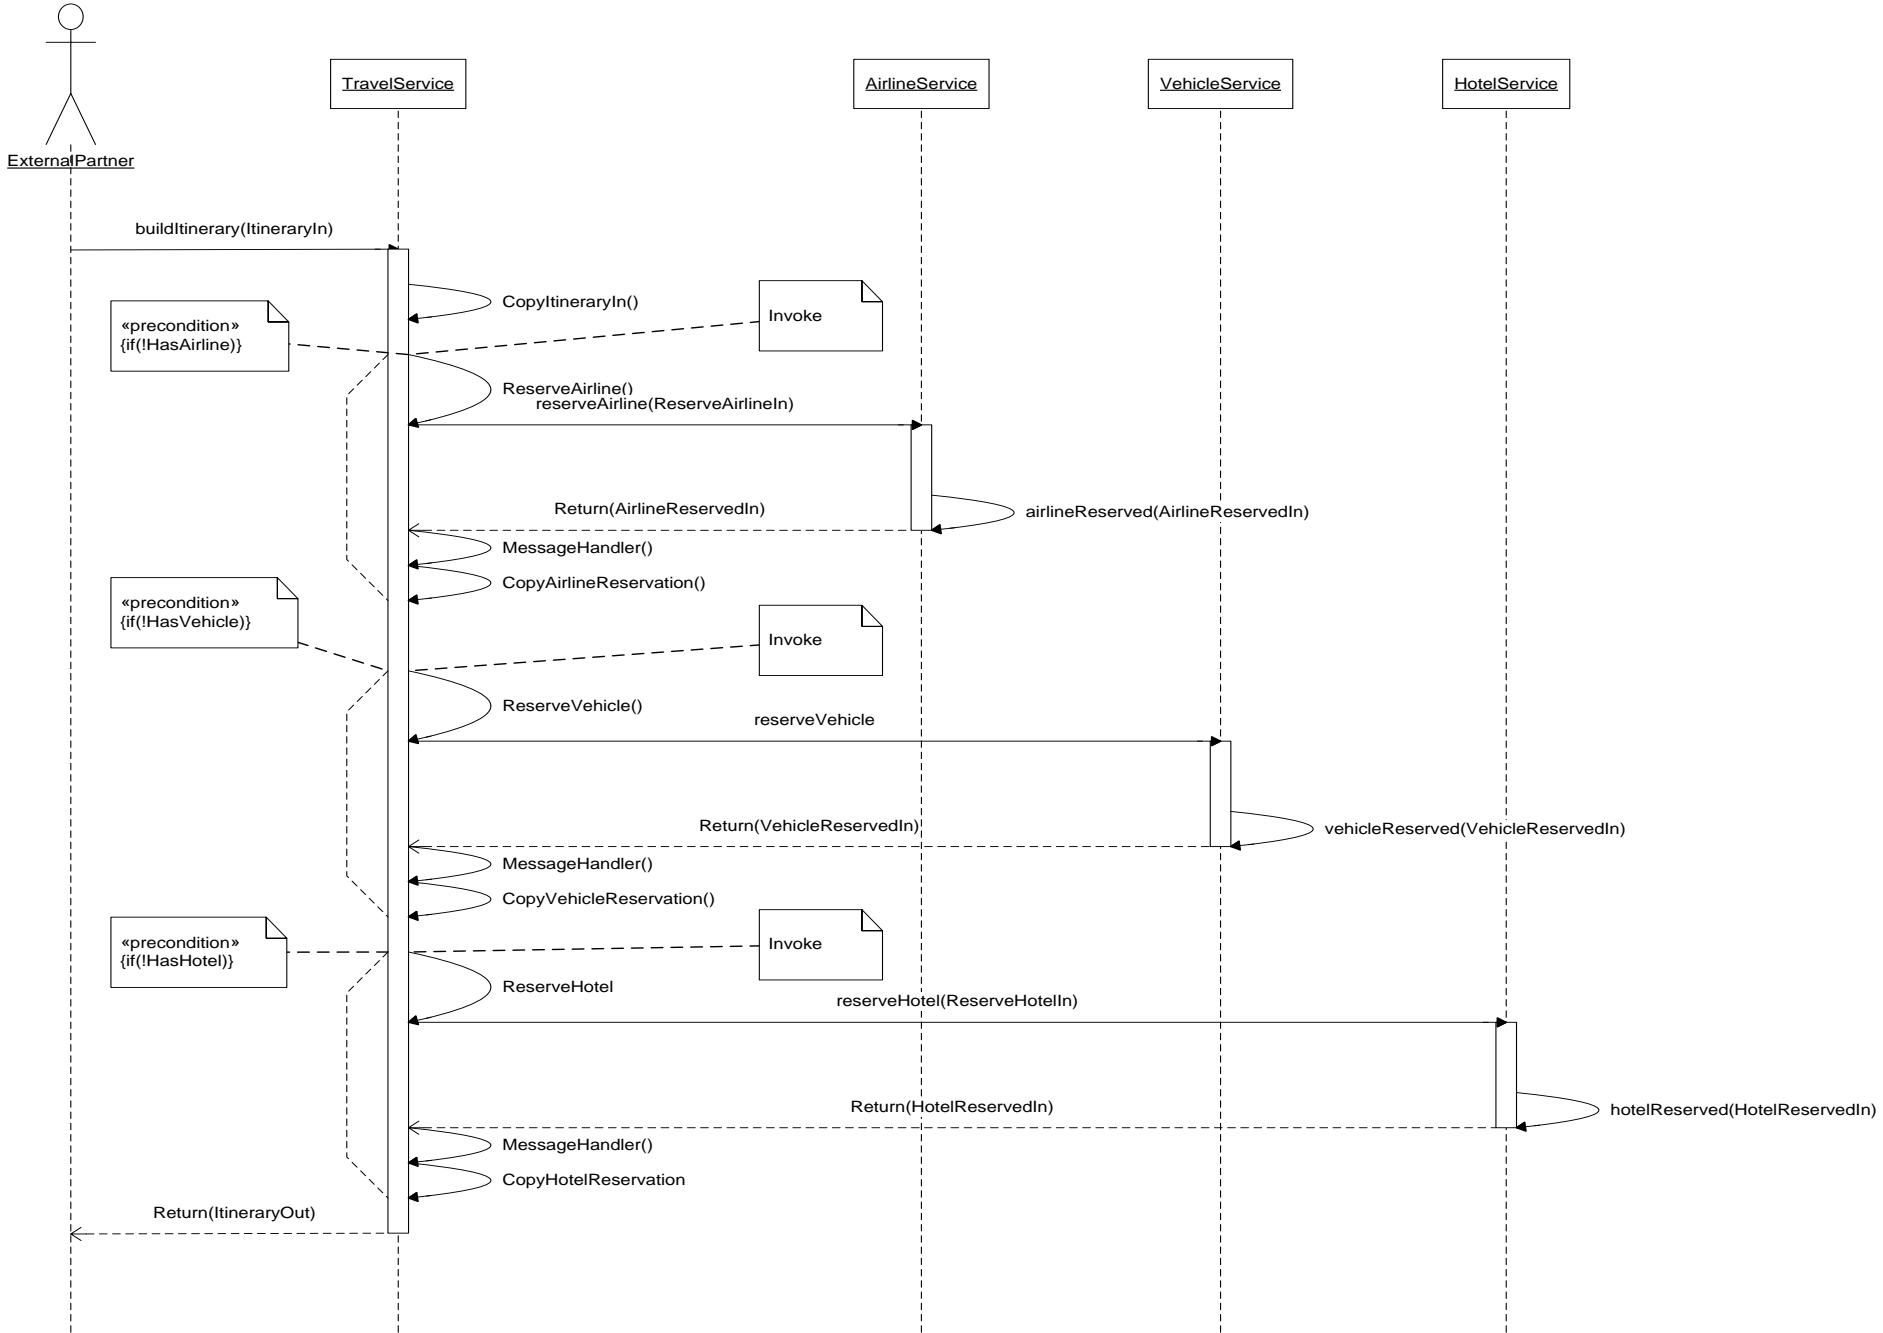 TravelService
AirlineService
VehicleService
HotelService
ExternalPartner
buildItinerary(ItineraryIn)
CopyItineraryIn()
Invoke
«precondition»
{if(!HasAirline)}
ReserveAirline()
reserveAirline(ReserveAirlineIn)
Return(AirlineReservedIn)
airlineReserved(AirlineReservedIn)
MessageHandler()
CopyAirlineReservation()
«precondition»
{if(!HasVehicle)}
Invoke
ReserveVehicle()
reserveVehicle
Return(VehicleReservedIn)
vehicleReserved(VehicleReservedIn)
MessageHandler()
CopyVehicleReservation()
«precondition»
{if(!HasHotel)}
Invoke
ReserveHotel
reserveHotel(ReserveHotelIn)
Return(HotelReservedIn)
hotelReserved(HotelReservedIn)
MessageHandler()
CopyHotelReservation
Return(ItineraryOut)